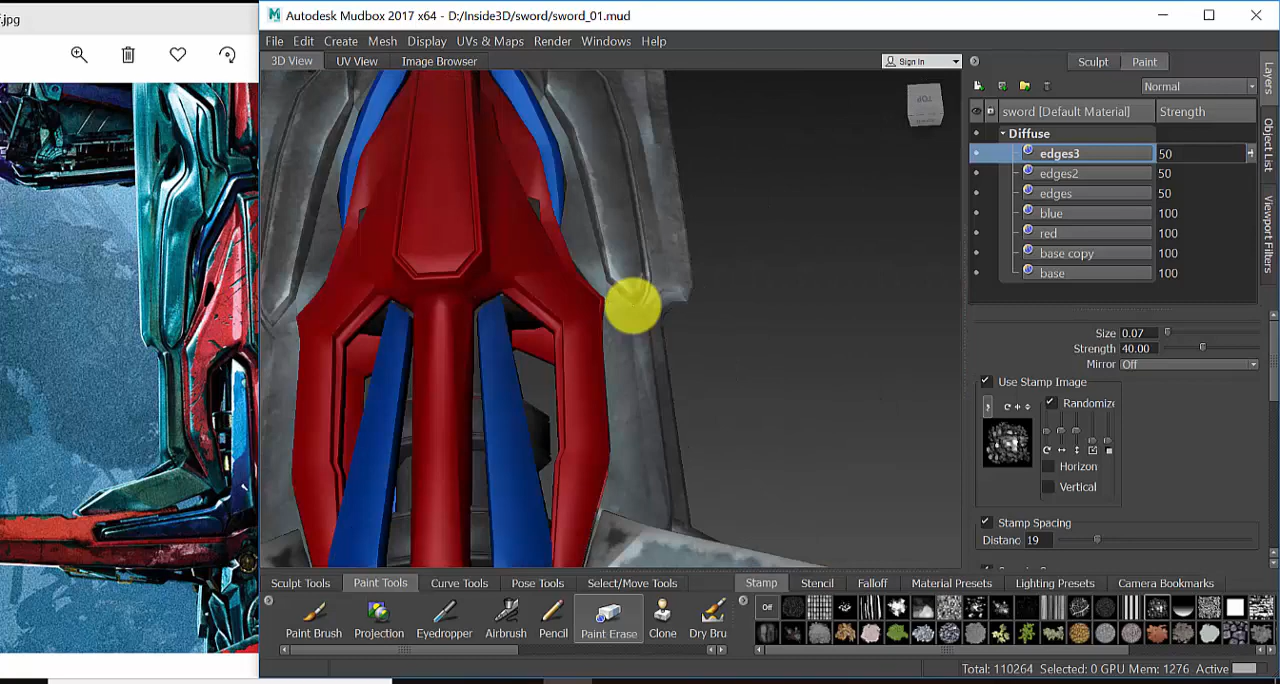 .jpg
Autodesk Mudbox 2017 x64 - D:/Inside3D/sword/sword_01.mud
File Edit Create Mesh Display UVs & Maps Render Windows Help
3D View UV View Image Browser
Sign In
Sculpt Paint
Normal
sword [Default Material] Strength
Diffuse
edges3 50
edges2 50
edges 50
blue 100
red 100
base copy 100
base 100
Layers
Object List
Viewport Filters
TOP
Size 0.07
Strength 40.00
Mirror Off
Use Stamp Image
Randomize
Horizon
Vertical
Stamp Spacing
Distanc 19
Sculpt Tools Paint Tools Curve Tools Pose Tools Select/Move Tools
Stamp Stencil Falloff Material Presets Lighting Presets Camera Bookmarks
Off
Paint Brush Projection Eyedropper Airbrush Pencil Paint Erase Clone Dry Bru
Total: 110264 Selected: 0 GPU Mem: 1276 Active